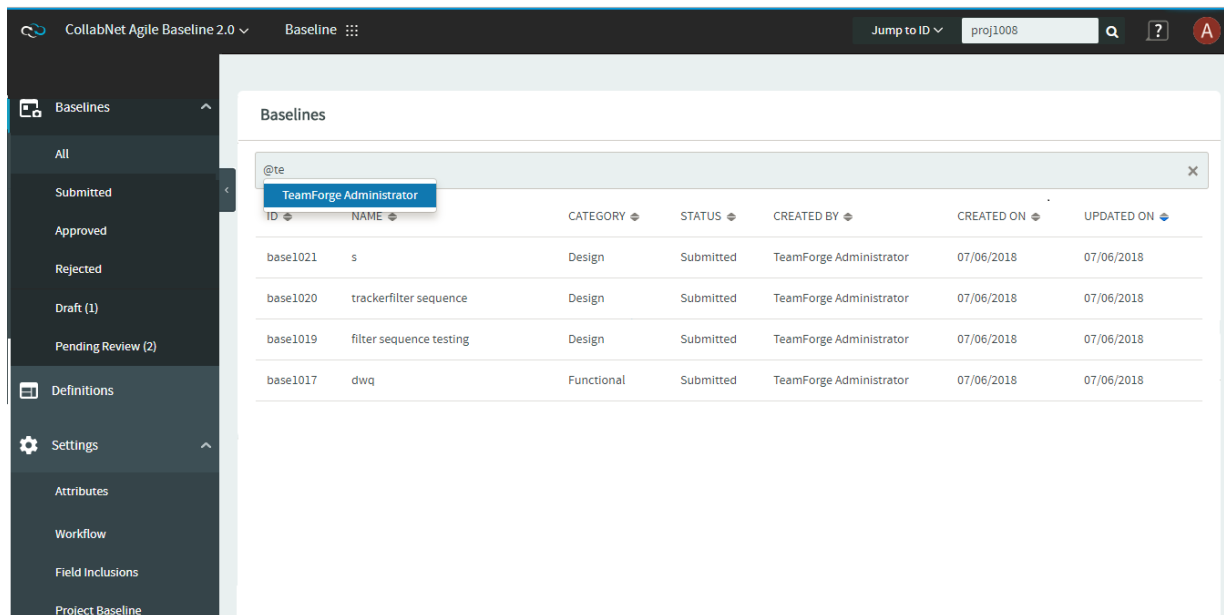 CollabNet Agile Baseline 2.0 Baseline Jump to ID proj1008 ? A
Baselines
All
Submitted
Approved
Rejected
Draft (1)
Pending Review (2)
Definitions
Settings
Attributes
Workflow
Field Inclusions
Project Baseline
Baselines
@te
TeamForge Administrator
ID NAME CATEGORY STATUS CREATED BY CREATED ON UPDATED ON
base1021 s Design Submitted TeamForge Administrator 07/06/2018 07/06/2018
base1020 trackerfilter sequence Design Submitted TeamForge Administrator 07/06/2018 07/06/2018
base1019 filter sequence testing Design Submitted TeamForge Administrator 07/06/2018 07/06/2018
base1017 dwq Functional Submitted TeamForge Administrator 07/06/2018 07/06/2018